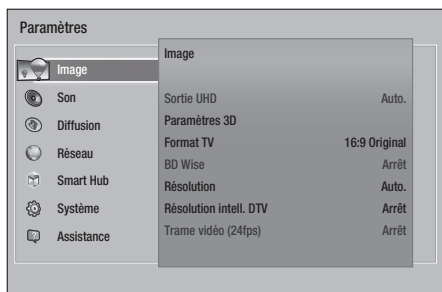 Paramètres
Image
Son
Diffusion
Réseau
Smart Hub
Système
Assistance
Image
Sortie UHD Auto.
Paramètres 3D
Format TV 16:9 Original
BD Wise Arrêt
Résolution Auto.
Résolution intell. DTV Arrêt
Trame vidéo (24fps) Arrêt